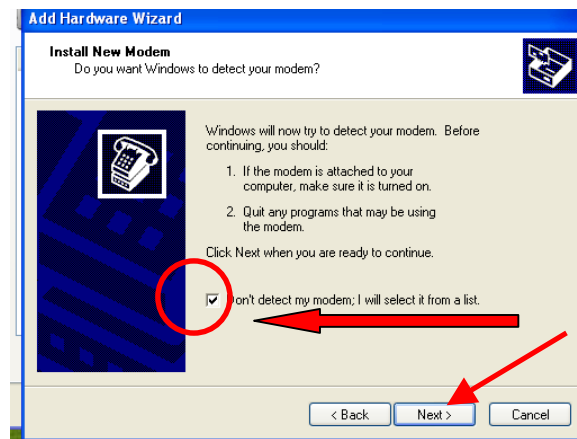 Add Hardware Wizard
Install New Modem
Do you want Windows to detect your modem?
Windows will now try to detect your modem. Before
continuing, you should:
1. If the modem is attached to your
computer, make sure it is turned on.
2. Quit any programs that may be using
the modem.
Click Next when you are ready to continue.
Don't detect my modem; I will select it from a list.
< Back
Next >
Cancel